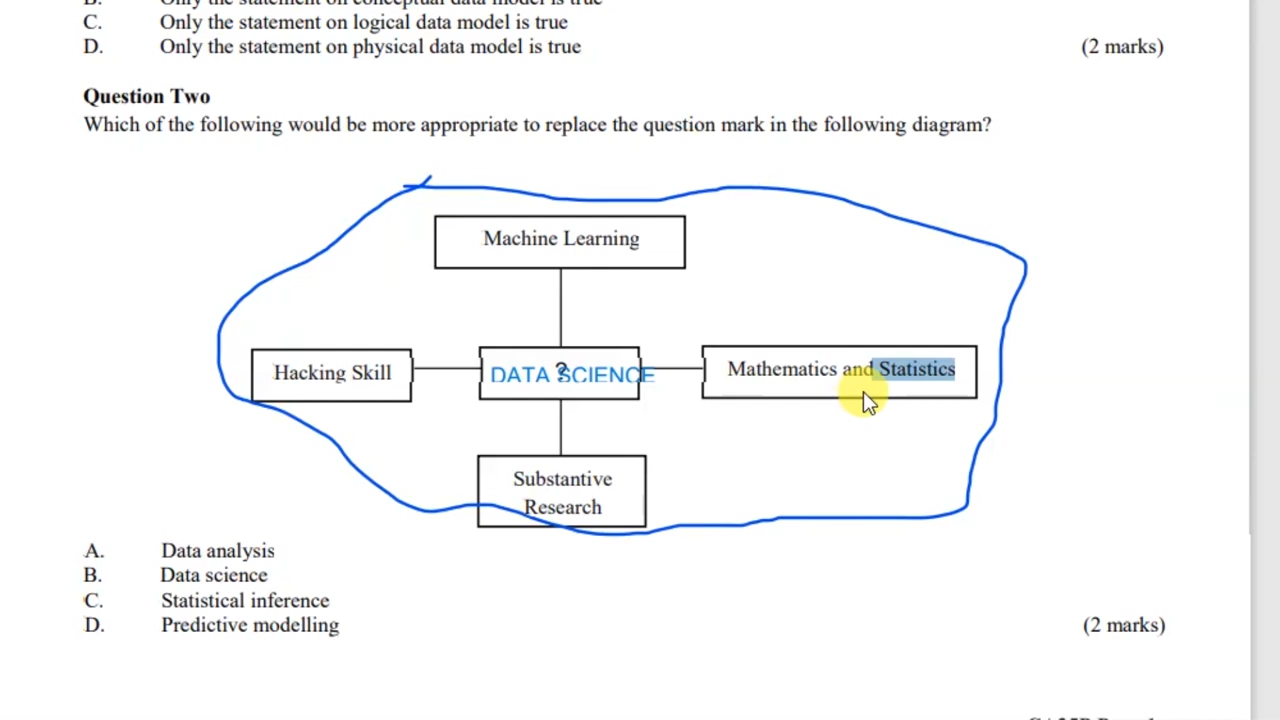 C. Only the statement on logical data model is true
D. Only the statement on physical data model is true (2 marks)
Question Two
Which of the following would be more appropriate to replace the question mark in the following diagram?
Machine Learning
Hacking Skill
?
DATA SCIENCE
Mathematics and Statistics
Substantive
Research
A. Data analysis
B. Data science
C. Statistical inference
D. Predictive modelling (2 marks)